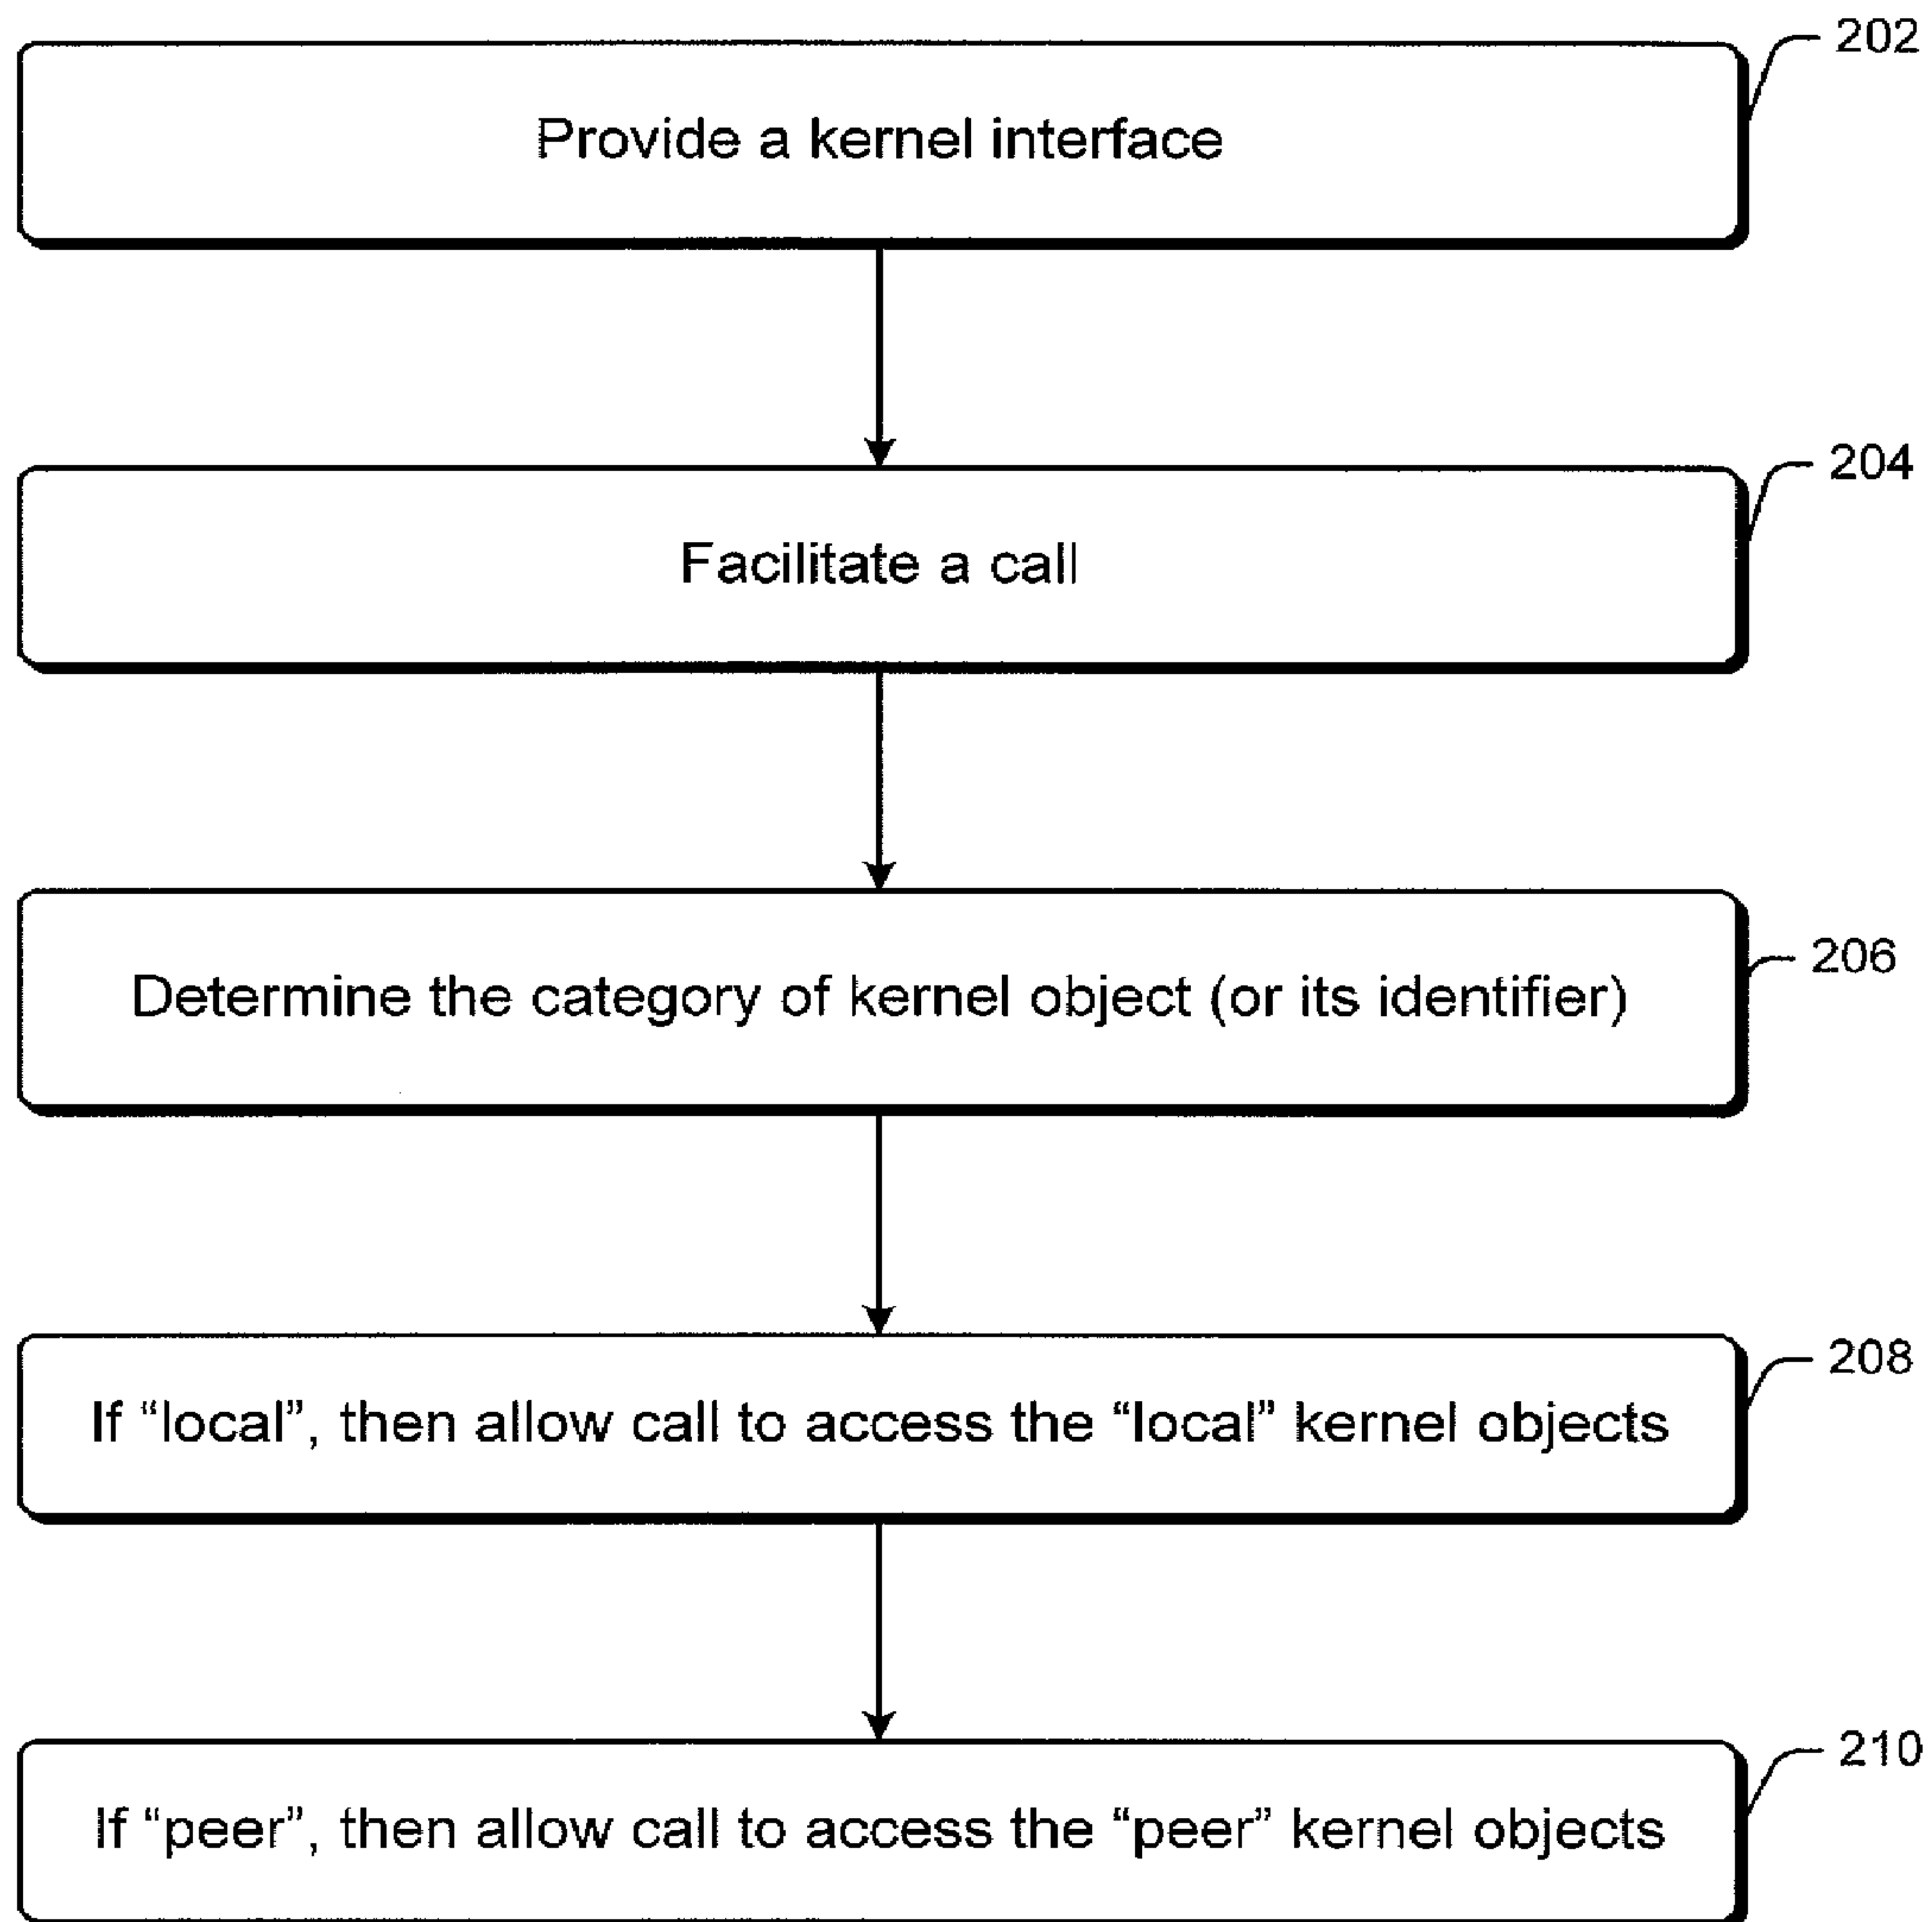 202
Provide a kernel interface
204
Facilitate a call
206
Determine the category of kernel object (or its identifier)
208
If “local”, then allow call to access the “local” kernel objects
210
If “peer”, then allow call to access the “peer” kernel objects